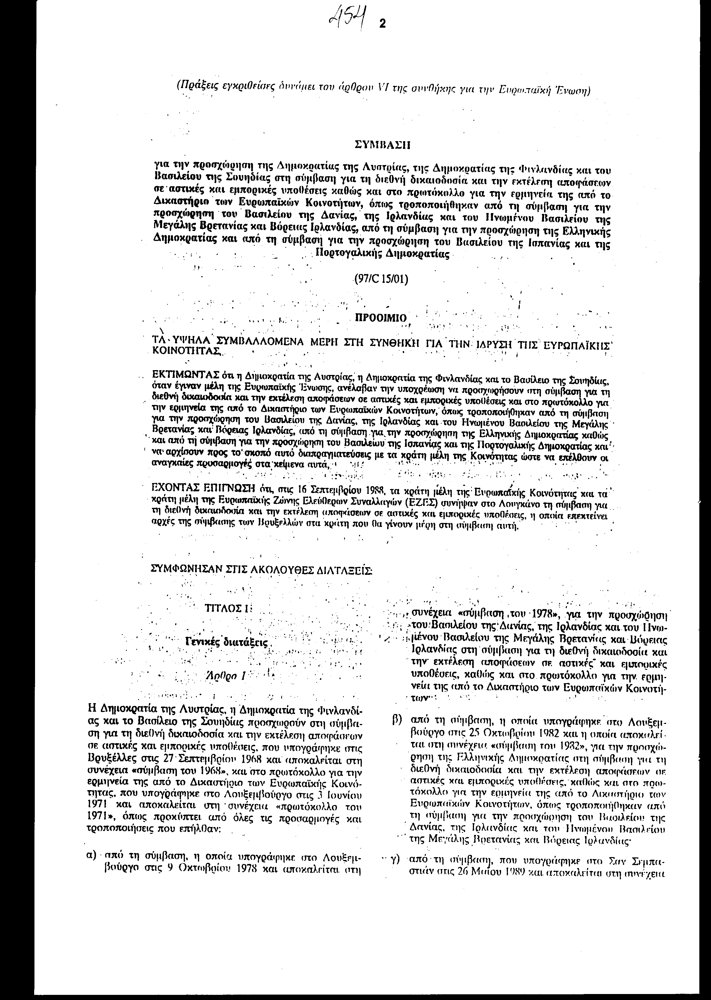 454 2
(Πράξεις εγκριθείσες δυνάμει του άρθρου VI της συνθήκης για την Ευρωπαϊκή Ένωση)
ΣΥΜΒΑΣΗ
για την προσχώρηση της Δημοκρατίας της Αυστρίας, της Δημοκρατίας της Φινλανδίας και του
Βασιλείου της Σουηδίας στη σύμβαση για τη διεθνή δικαιοδοσία και την εκτέλεση αποφάσεων
σε αστικές και εμπορικές υποθέσεις καθώς και στο πρωτόκολλο για την ερμηνεία της από το
Δικαστήριο των Ευρωπαϊκών Κοινοτήτων, όπως τροποποιήθηκαν από τη σύμβαση για την
προσχώρηση του Βασιλείου της Δανίας, της Ιρλανδίας και του Ηνωμένου Βασιλείου της
Μεγάλης Βρετανίας και Βόρειας Ιρλανδίας, από τη σύμβαση για την προσχώρηση της Ελληνικής
Δημοκρατίας και από τη σύμβαση για την προσχώρηση του Βασιλείου της Ισπανίας και της
Πορτογαλικής Δημοκρατίας
(97/C 15/01)
ΠΡΟΟΙΜΙΟ
ΤΑ ΥΨΗΛΑ ΣΥΜΒΑΛΛΟΜΕΝΑ ΜΕΡΗ ΣΤΗ ΣΥΝΘΗΚΗ ΓΙΑ ΤΗΝ ΙΔΡΥΣΗ ΤΗΣ ΕΥΡΩΠΑΪΚΗΣ
ΚΟΙΝΟΤΗΤΑΣ,
ΕΚΤΙΜΩΝΤΑΣ ότι η Δημοκρατία της Αυστρίας, η Δημοκρατία της Φινλανδίας και το Βασίλειο της Σουηδίας,
όταν έγιναν μέλη της Ευρωπαϊκής Ένωσης, ανέλαβαν την υποχρέωση να προσχωρήσουν στη σύμβαση για τη
διεθνή δικαιοδοσία και την εκτέλεση αποφάσεων σε αστικές και εμπορικές υποθέσεις και στο πρωτόκολλο για
την ερμηνεία της από το Δικαστήριο των Ευρωπαϊκών Κοινοτήτων, όπως τροποποιήθηκαν από τη σύμβαση
για την προσχώρηση του Βασιλείου της Δανίας, της Ιρλανδίας και του Ηνωμένου Βασιλείου της Μεγάλης
Βρετανίας και Βόρειας Ιρλανδίας, από τη σύμβαση για την προσχώρηση της Ελληνικής Δημοκρατίας καθώς
και από τη σύμβαση για την προσχώρηση του Βασιλείου της Ισπανίας και της Πορτογαλικής Δημοκρατίας και
να αρχίσουν προς το σκοπό αυτό διαπραγματεύσεις με τα κράτη μέλη της Κοινότητας ώστε να επέλθουν οι
αναγκαίες προσαρμογές στα κείμενα αυτά,
ΕΧΟΝΤΑΣ ΕΠΙΓΝΩΣΗ ότι, στις 16 Σεπτεμβρίου 1988, τα κράτη μέλη της Ευρωπαϊκής Κοινότητας και τα
κράτη μέλη της Ευρωπαϊκής Ζώνης Ελεύθερων Συναλλαγών (ΕΖΕΣ) συνήψαν στο Λουγκάνο τη σύμβαση για
τη διεθνή δικαιοδοσία και την εκτέλεση αποφάσεων σε αστικές και εμπορικές υποθέσεις, η οποία επεκτείνει
αρχές της σύμβασης των Βρυξελλών στα κράτη που θα γίνουν μέρη στη σύμβαση αυτή.
ΣΥΜΦΩΝΗΣΑΝ ΣΤΙΣ ΑΚΟΛΟΥΘΕΣ ΔΙΑΤΑΞΕΙΣ:
ΤΙΤΛΟΣ Ι
Γενικές διατάξεις
Άρθρο 1
Η Δημοκρατία της Αυστρίας, η Δημοκρατία της Φινλανδί-
ας και το Βασίλειο της Σουηδίας προσχωρούν στη σύμβα-
ση για τη διεθνή δικαιοδοσία και την εκτέλεση αποφάσεων
σε αστικές και εμπορικές υποθέσεις, που υπογράφηκε στις
Βρυξέλλες στις 27 Σεπτεμβρίου 1968 και αποκαλείται στη
συνέχεια «σύμβαση του 1968», και στο πρωτόκολλο για την
ερμηνεία της από το Δικαστήριο των Ευρωπαϊκής Κοινό-
τητας, που υπογράφηκε στο Λουξεμβούργο στις 3 Ιουνίου
1971 και αποκαλείται στη συνέχεια «πρωτόκολλο του
1971», όπως προκύπτει από όλες τις προσαρμογές και
τροποποιήσεις που επήλθαν:
α) από τη σύμβαση, η οποία υπογράφηκε στο Λουξεμ-
βούργο στις 9 Οκτωβρίου 1978 και αποκαλείται στη
συνέχεια «σύμβαση του 1978», για την προσχώρηση
του Βασιλείου της Δανίας, της Ιρλανδίας και του Ηνω-
μένου Βασιλείου της Μεγάλης Βρετανίας και Βόρειας
Ιρλανδίας στη σύμβαση για τη διεθνή δικαιοδοσία και
την εκτέλεση αποφάσεων σε αστικές και εμπορικές
υποθέσεις, καθώς και στο πρωτόκολλο για την ερμη-
νεία της από το Δικαστήριο των Ευρωπαϊκών Κοινοτή-
των·
β) από τη σύμβαση, η οποία υπογράφηκε στο Λουξεμ-
βούργο στις 25 Οκτωβρίου 1982 και η οποία αποκαλεί-
ται στη συνέχεια «σύμβαση του 1982», για την προσχώ-
ρηση της Ελληνικής Δημοκρατίας στη σύμβαση για τη
διεθνή δικαιοδοσία και την εκτέλεση αποφάσεων σε
αστικές και εμπορικές υποθέσεις, καθώς και στο πρω-
τόκολλο για την ερμηνεία της από το Δικαστήριο των
Ευρωπαϊκών Κοινοτήτων, όπως τροποποιήθηκαν από
τη σύμβαση για την προσχώρηση του Βασιλείου της
Δανίας, της Ιρλανδίας και του Ηνωμένου Βασιλείου
της Μεγάλης Βρετανίας και Βόρειας Ιρλανδίας·
γ) από τη σύμβαση, που υπογράφηκε στο Σαν Σεμπα-
στιάν στις 26 Μαΐου 1989 και αποκαλείται στη συνέχεια